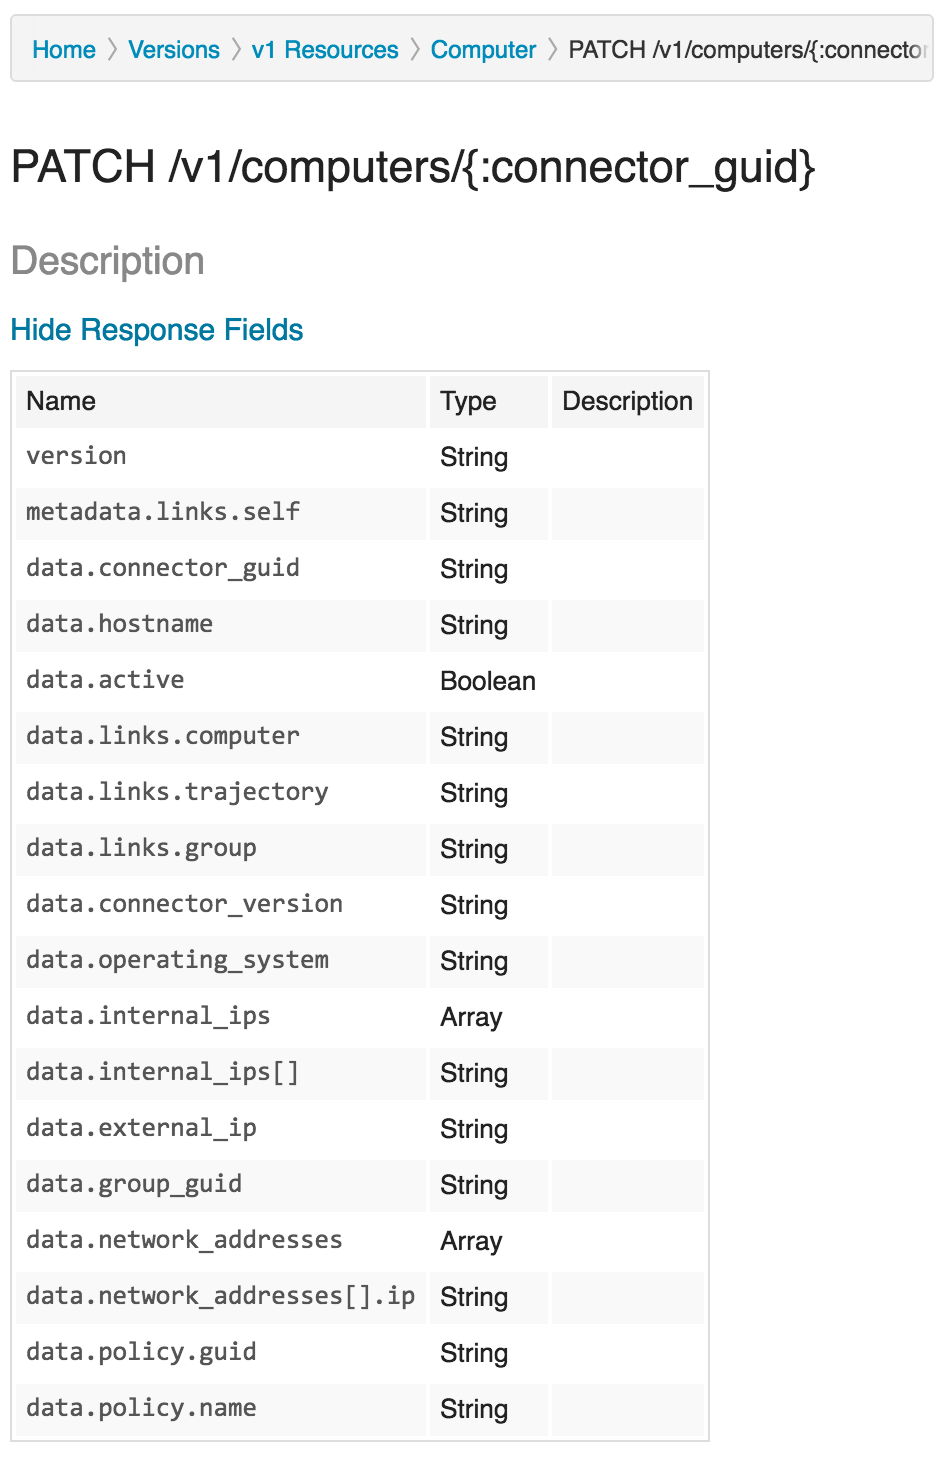 Home > Versions > v1 Resources > Computer > PATCH /v1/computers/{:connector
PATCH /v1/computers/{:connector_guid}
Description
Hide Response Fields
Name Type Description
version String
metadata.links.self String
data.connector_guid String
data.hostname String
data.active Boolean
data.links.computer String
data.links.trajectory String
data.links.group String
data.connector_version String
data.operating_system String
data.internal_ips Array
data.internal_ips[] String
data.external_ip String
data.group_guid String
data.network_addresses Array
data.network_addresses[].ip String
data.policy.guid String
data.policy.name String